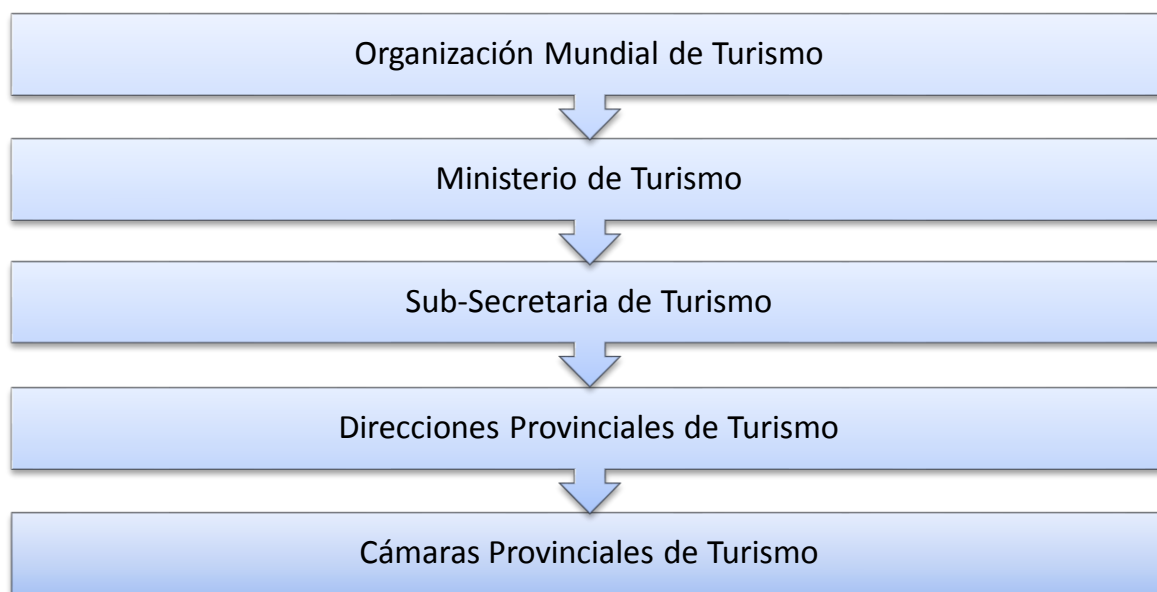 Organización Mundial de Turismo
Ministerio de Turismo
Sub-Secretaria de Turismo
Direcciones Provinciales de Turismo
Cámaras Provinciales de Turismo